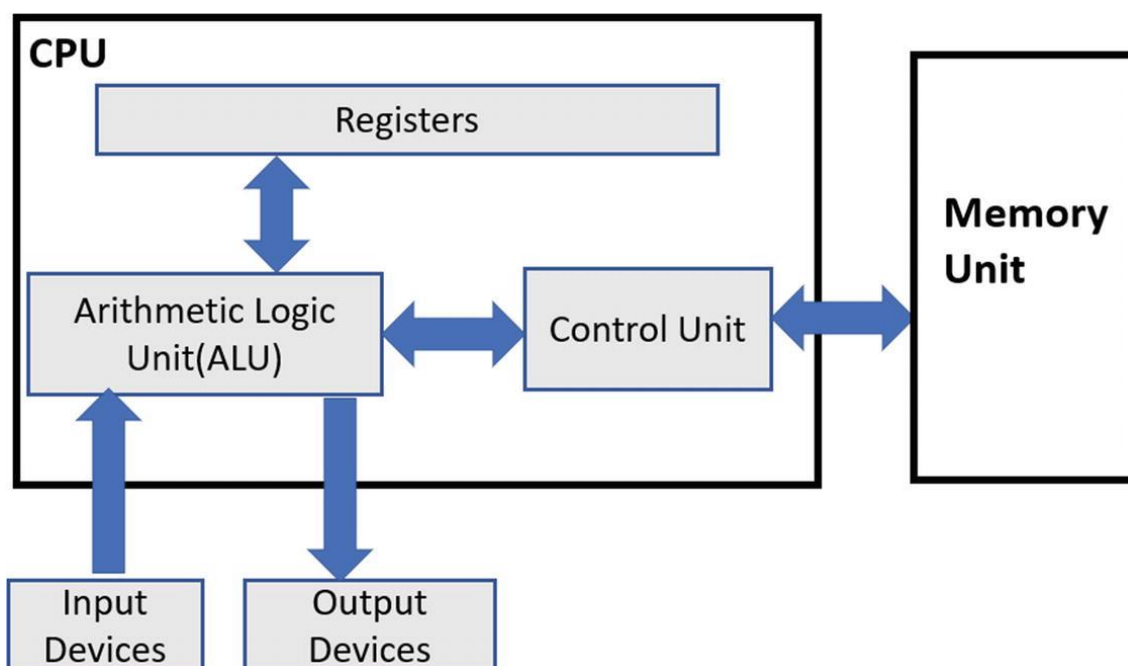 CPU
Registers
Memory
Unit
Arithmetic Logic
Unit(ALU)
Control Unit
Input
Devices
Output
Devices